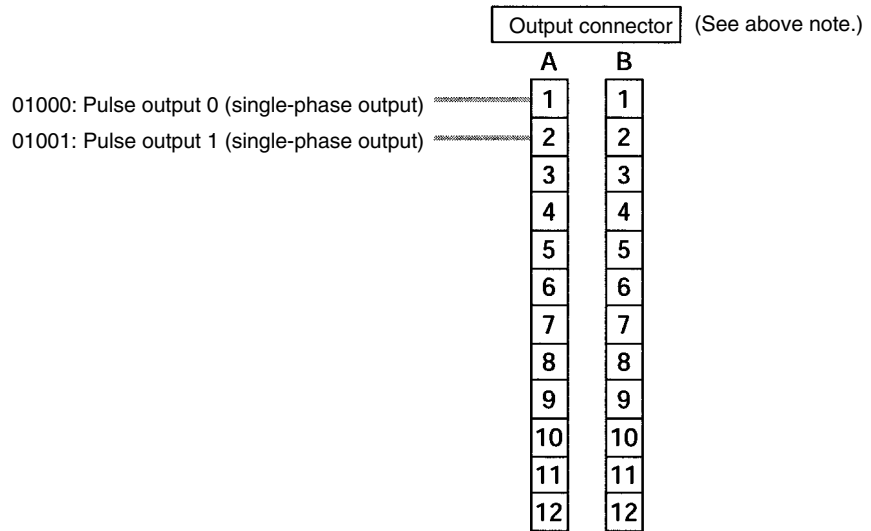 Output connector (See above note.)
A B
01000: Pulse output 0 (single-phase output) 1 1
01001: Pulse output 1 (single-phase output) 2 2
3 3
4 4
5 5
6 6
7 7
8 8
9 9
10 10
11 11
12 12